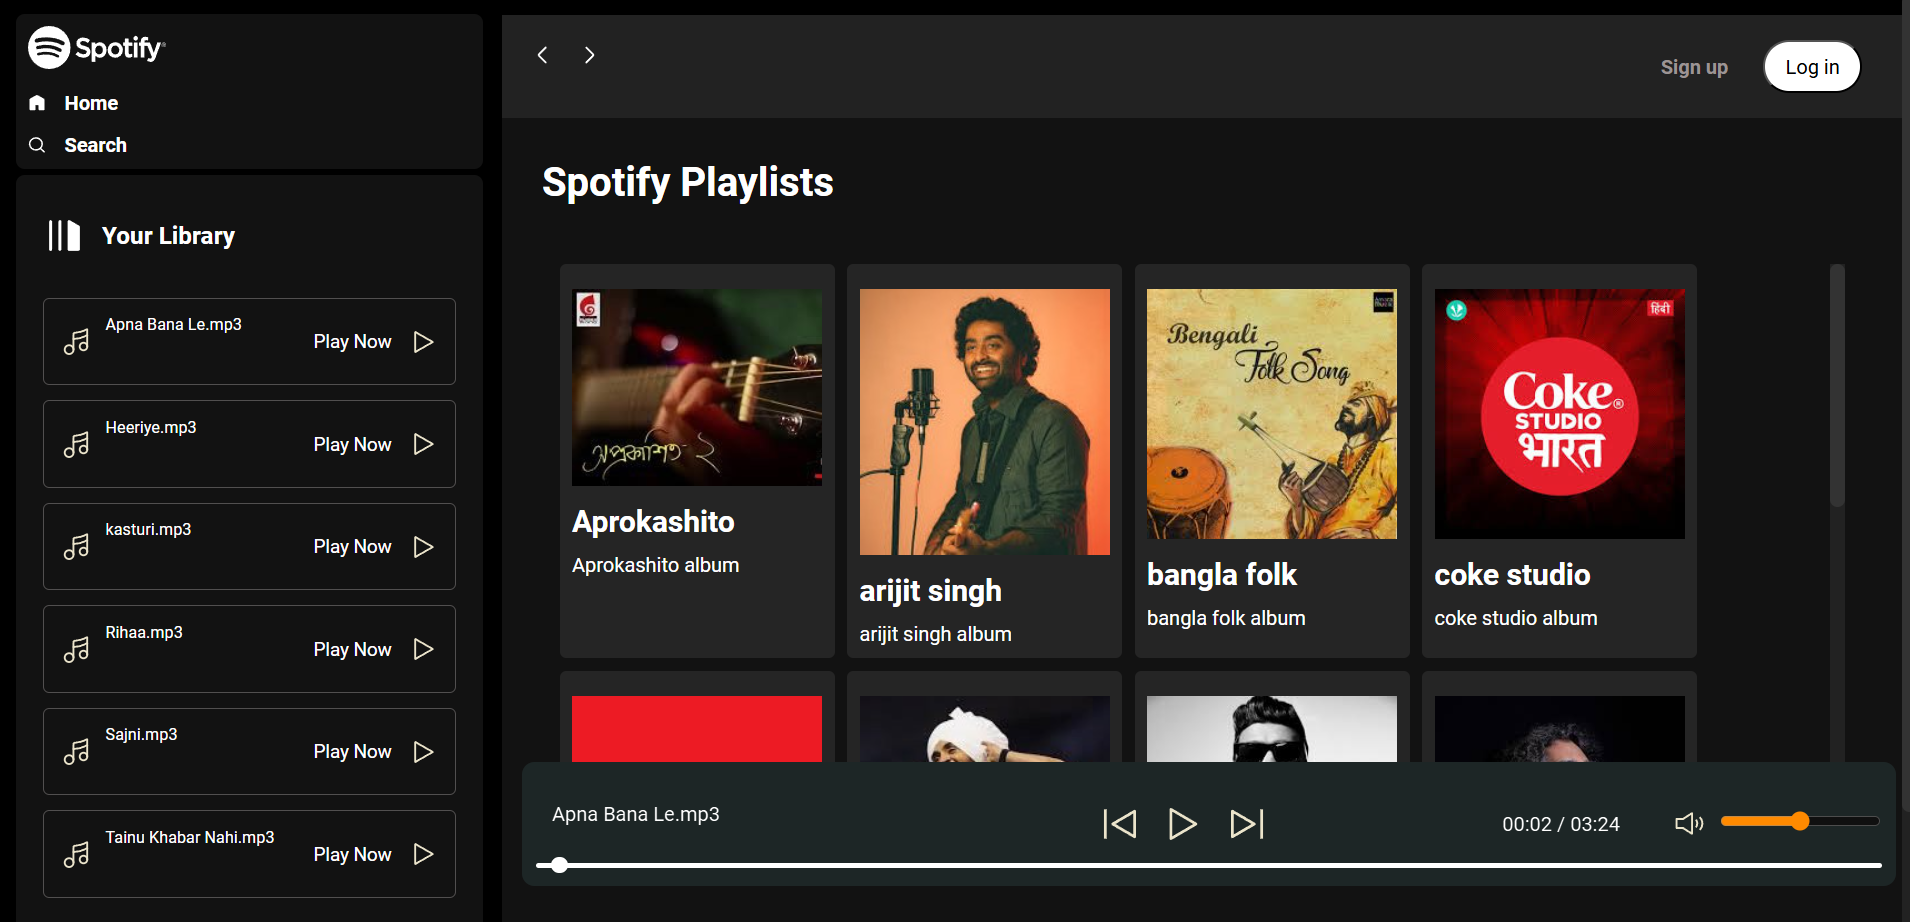 Spotify
Home
Search
Your Library
Apna Bana Le.mp3
Play Now
Heeriye.mp3
Play Now
kasturi.mp3
Play Now
Rihaa.mp3
Play Now
Sajni.mp3
Play Now
Tainu Khabar Nahi.mp3
Play Now
Sign up
Log in
Spotify Playlists
অপ্রকাশিত ২
Aprokashito
Aprokashito album
arijit singh
arijit singh album
Bengali
Folk Song
bangla folk
bangla folk album
हिंदी
Coke®
STUDIO
भारत
coke studio
coke studio album
Apna Bana Le.mp3
00:02 / 03:24